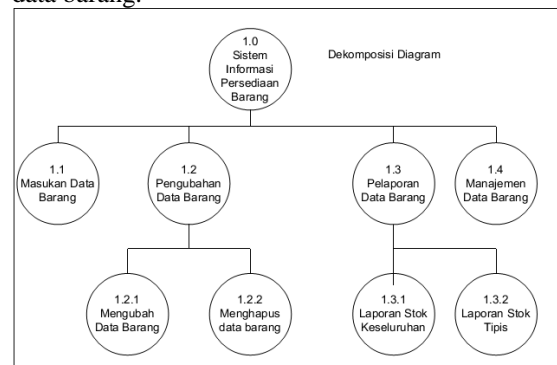 data barang.
1.0
Sistem
Informasi
Persediaan
Barang
Dekomposisi Diagram
1.1
Masukan Data
Barang
1.2
Pengubahan
Data Barang
1.3
Pelaporan
Data Barang
1.4
Manajemen
Data Barang
1.2.1
Mengubah
Data Barang
1.2.2
Menghapus
data barang
1.3.1
Laporan Stok
Keseluruhan
1.3.2
Laporan Stok
Tipis